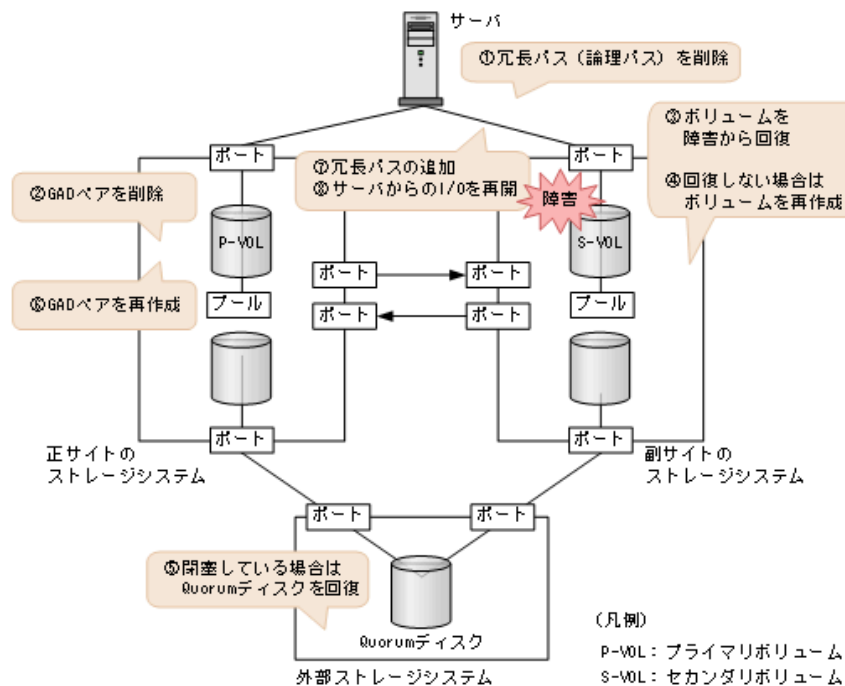 サーバ
①冗長パス（論理パス）を削除
③ボリュームを
障害から回復
④回復しない場合は
ボリュームを再作成
ポート
ポート
⑦冗長パスの追加
⑧サーバからのI/Oを再開
障害
②GADペアを削除
P-VOL
S-VOL
ポート
ポート
⑥GADペアを再作成
プール
プール
ポート
ポート
ポート
ポート
正サイトの
ストレージシステム
副サイトの
ストレージシステム
ポート
ポート
⑤閉塞している場合は
Quorumディスクを回復
Quorumディスク
外部ストレージシステム
(凡例)
P-VOL：プライマリボリューム
S-VOL：セカンダリボリューム